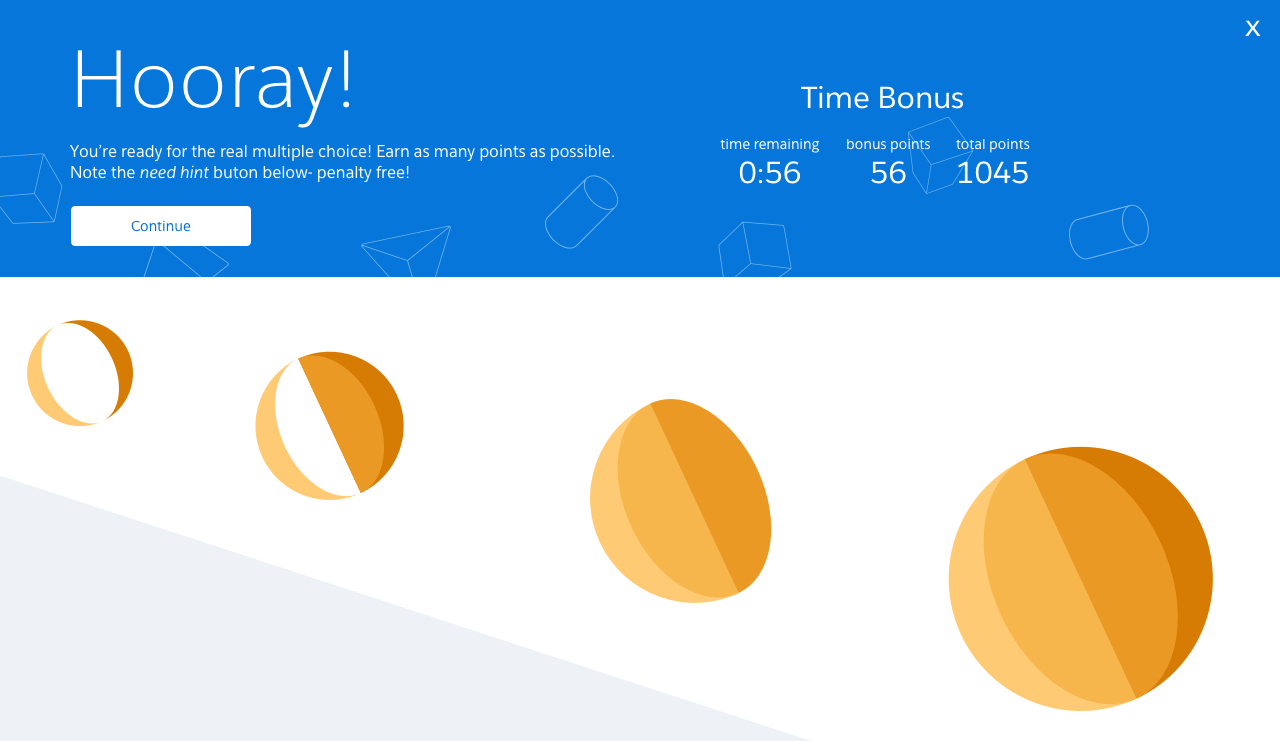 X
Hooray!
You're ready for the real multiple choice! Earn as many points as possible.
Note the need hint buton below- penalty free!
Continue
Time Bonus
time remaining bonus points total points
0:56 56 1045